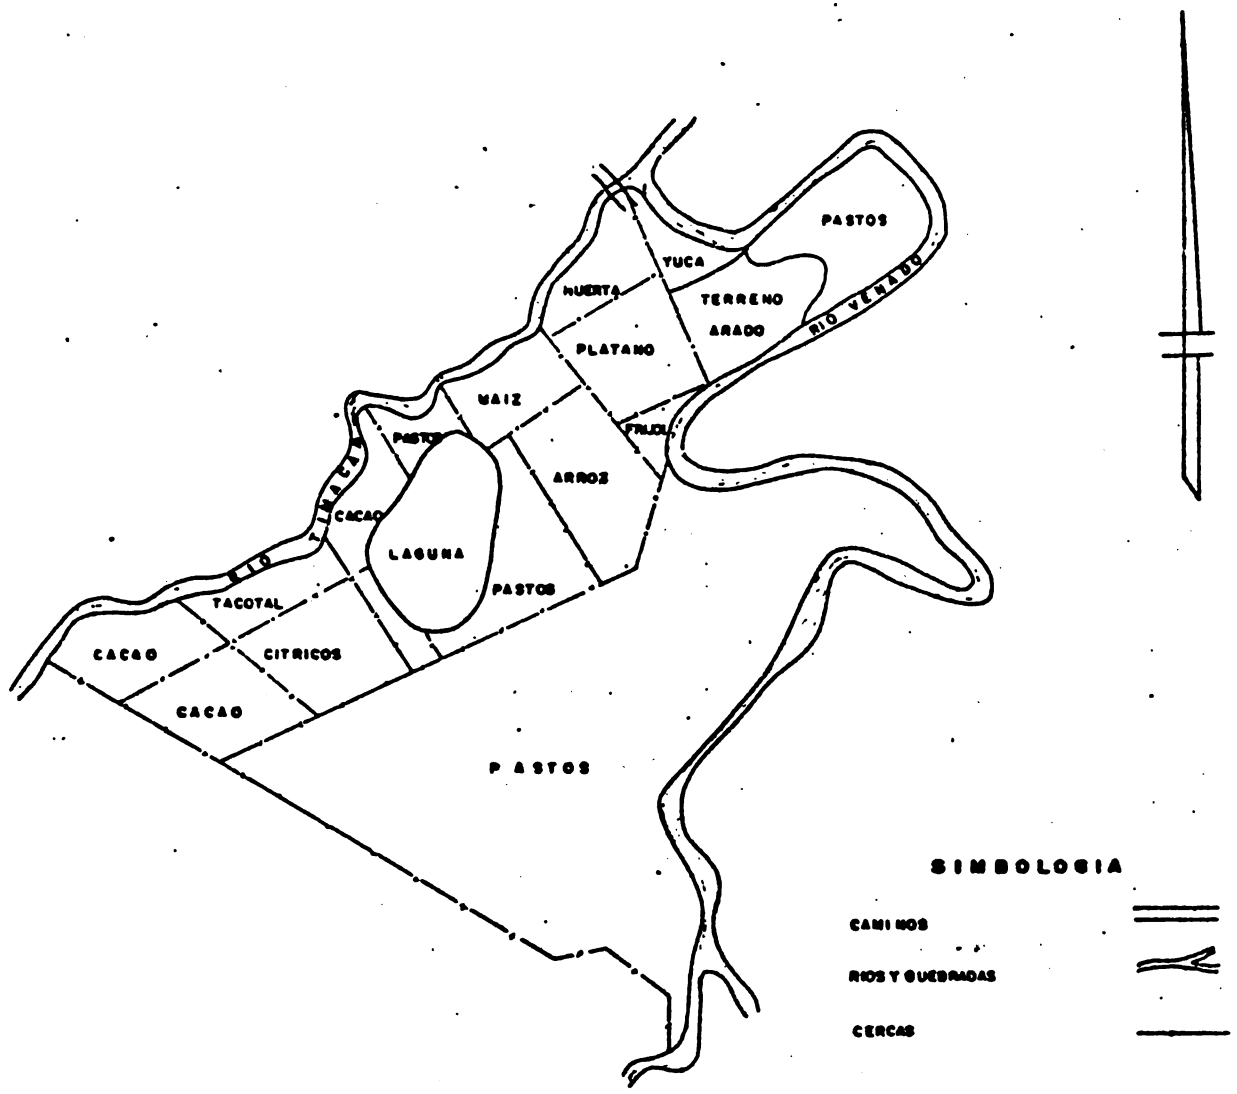 PASTOS
YUCA
HUERTA
TERRENO
ARADO
RIO VENADO
PLATANO
MAIZ
PASTOS
FRIJOL
ARROZ
CACAO
LAGUNA
RIO TIMACAR
PASTOS
TACOTAL
CACAO
CITRICOS
CACAO
PASTOS
SIMBOLOGIA
CAMINOS
RIOS Y QUEBRADAS
CERCAS